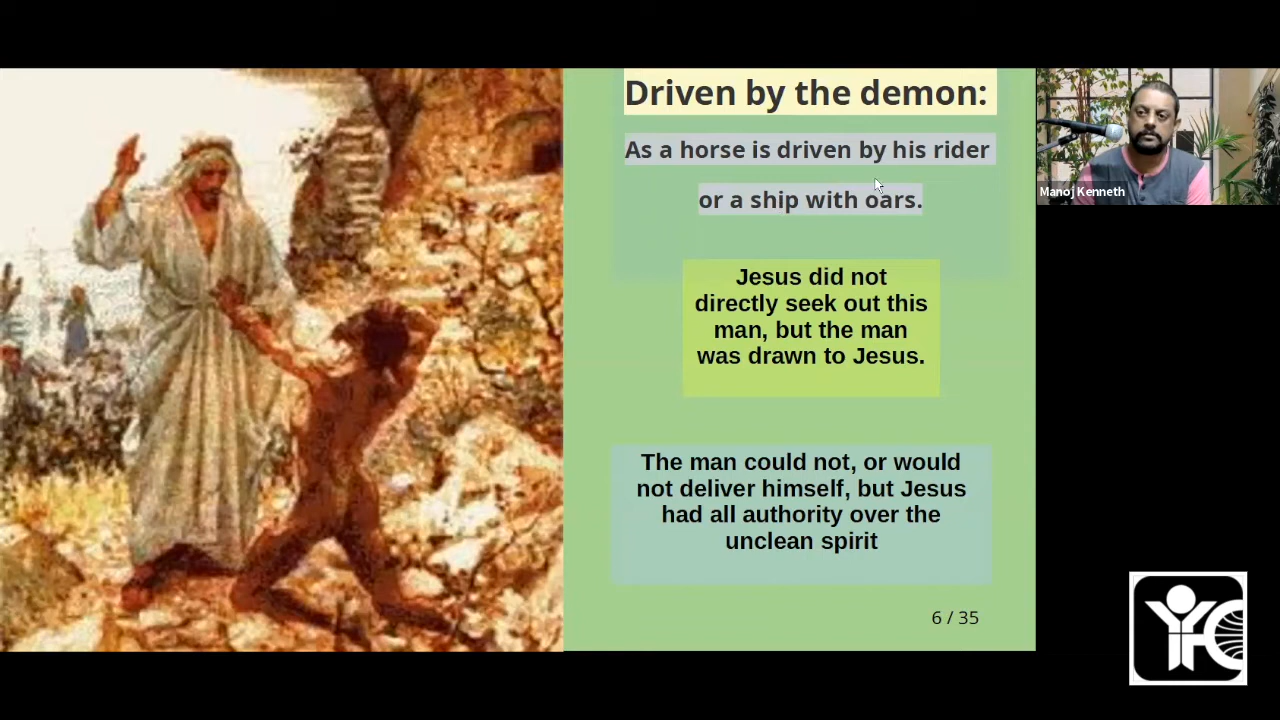 Driven by the demon:
As a horse is driven by his rider
or a ship with oars.
Jesus did not
directly seek out this
man, but the man
was drawn to Jesus.
The man could not, or would
not deliver himself, but Jesus
had all authority over the
unclean spirit
6 / 35
Manoj Kenneth
YFC